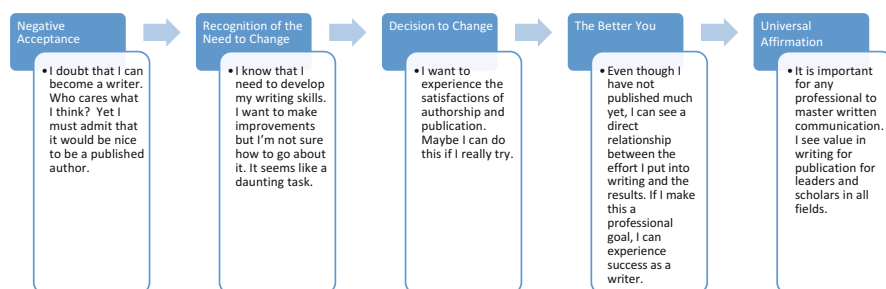 Negative
Acceptance
• I doubt that I can
become a writer.
Who cares what
I think? Yet I
must admit that
it would be nice
to be a published
author.
Recognition of the
Need to Change
• I know that I
need to develop
my writing skills.
I want to make
improvements
but I'm not sure
how to go about
it. It seems like a
daunting task.
Decision to Change
• I want to
experience the
satisfactions of
authorship and
publication.
Maybe I can do
this if I really try.
The Better You
• Even though I
have not
published much
yet, I can see a
direct
relationship
between the
effort I put into
writing and the
results. If I make
this a
professional
goal, I can
experience
success as a
writer.
Universal
Affirmation
• It is important
for any
professional to
master written
communication.
I see value in
writing for
publication for
leaders and
scholars in all
fields.